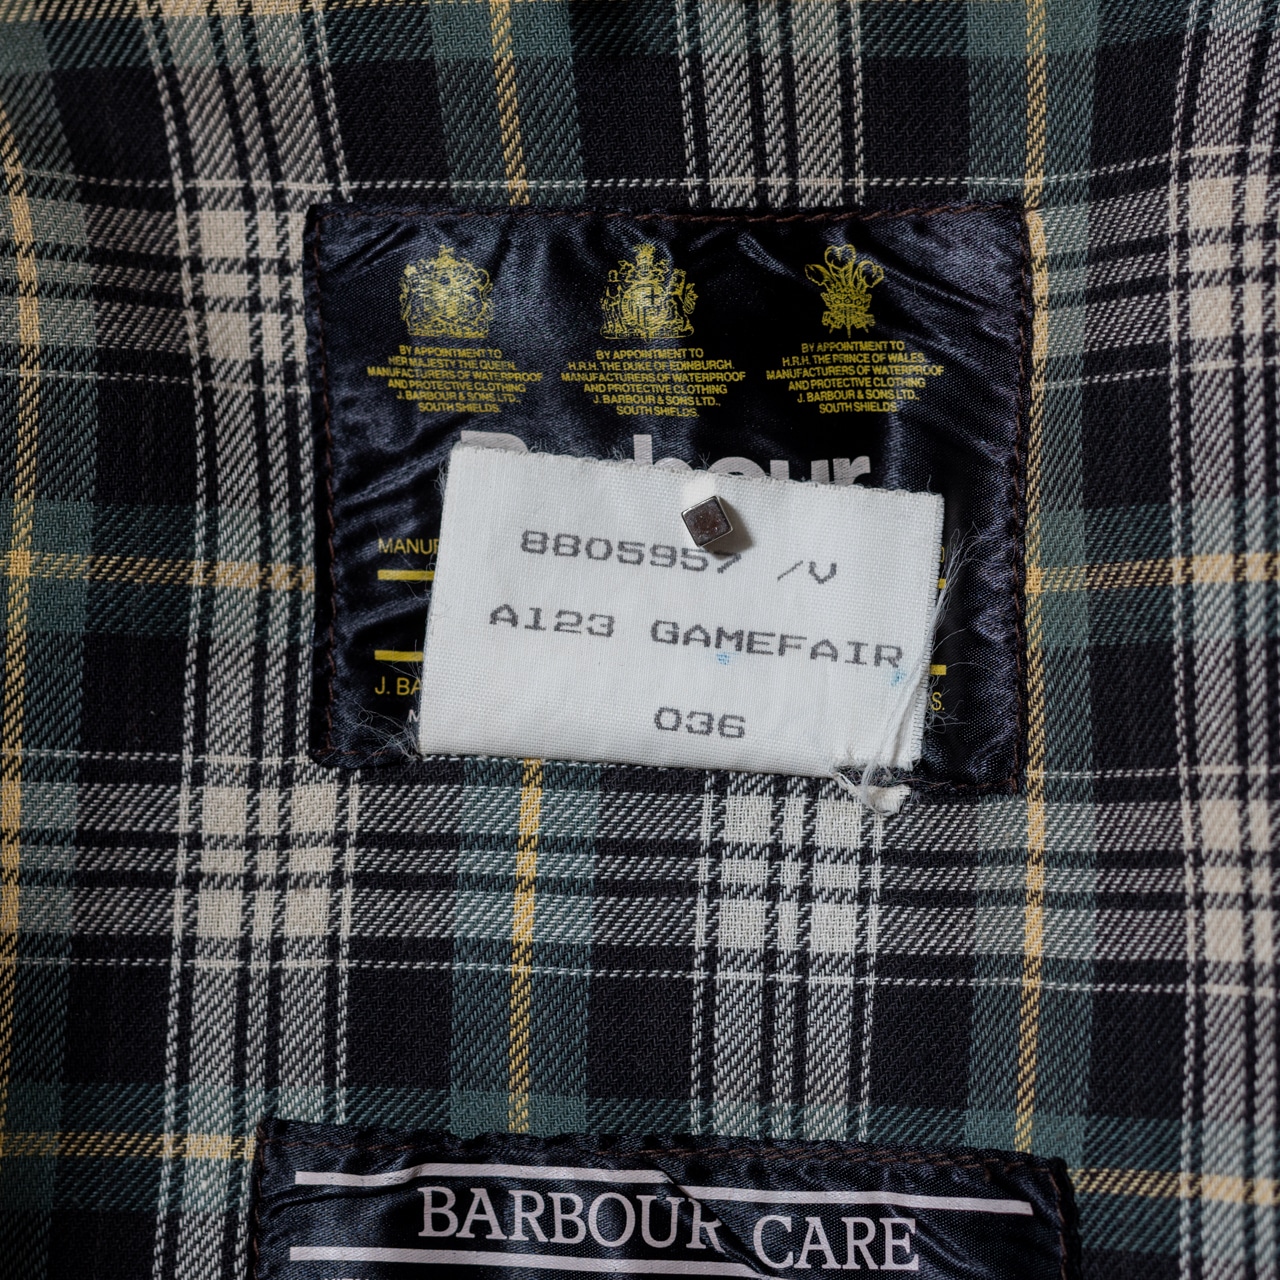 BY APPOINTMENT TO
HER MAJESTY THE QUEEN.
MANUFACTURERS OF WATERPROOF
AND PROTECTIVE CLOTHING
J. BARBOUR & SONS LTD.,
SOUTH SHIELDS.
BY APPOINTMENT TO
H.R.H. THE DUKE OF EDINBURGH.
MANUFACTURERS OF WATERPROOF
AND PROTECTIVE CLOTHING
J. BARBOUR & SONS LTD.,
SOUTH SHIELDS.
BY APPOINTMENT TO
H.R.H. THE PRINCE OF WALES.
MANUFACTURERS OF WATERPROOF
AND PROTECTIVE CLOTHING
J. BARBOUR & SONS LTD.,
SOUTH SHIELDS.
Barbour
8805957 /V
A123 GAMEFAIR
036
BARBOUR CARE